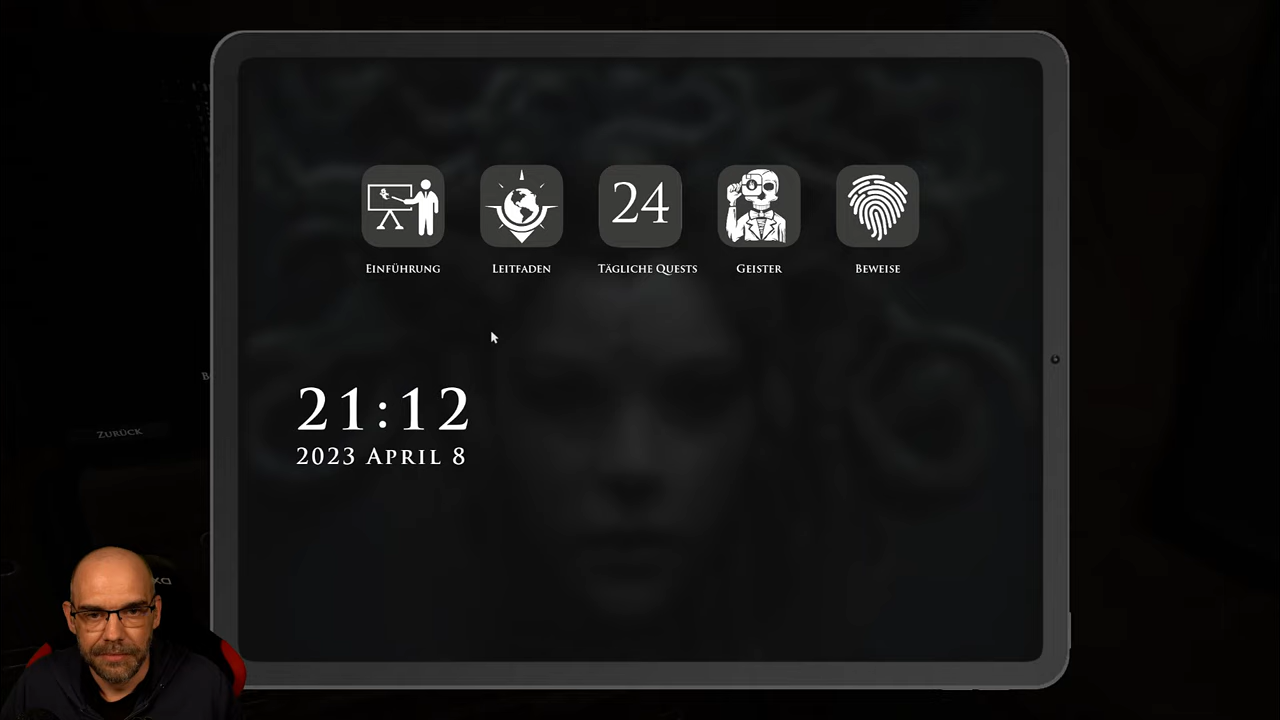 24
Einführung
Leitfaden
Tägliche Quests
Geister
Beweise
21:12
2023 April 8
Zurück